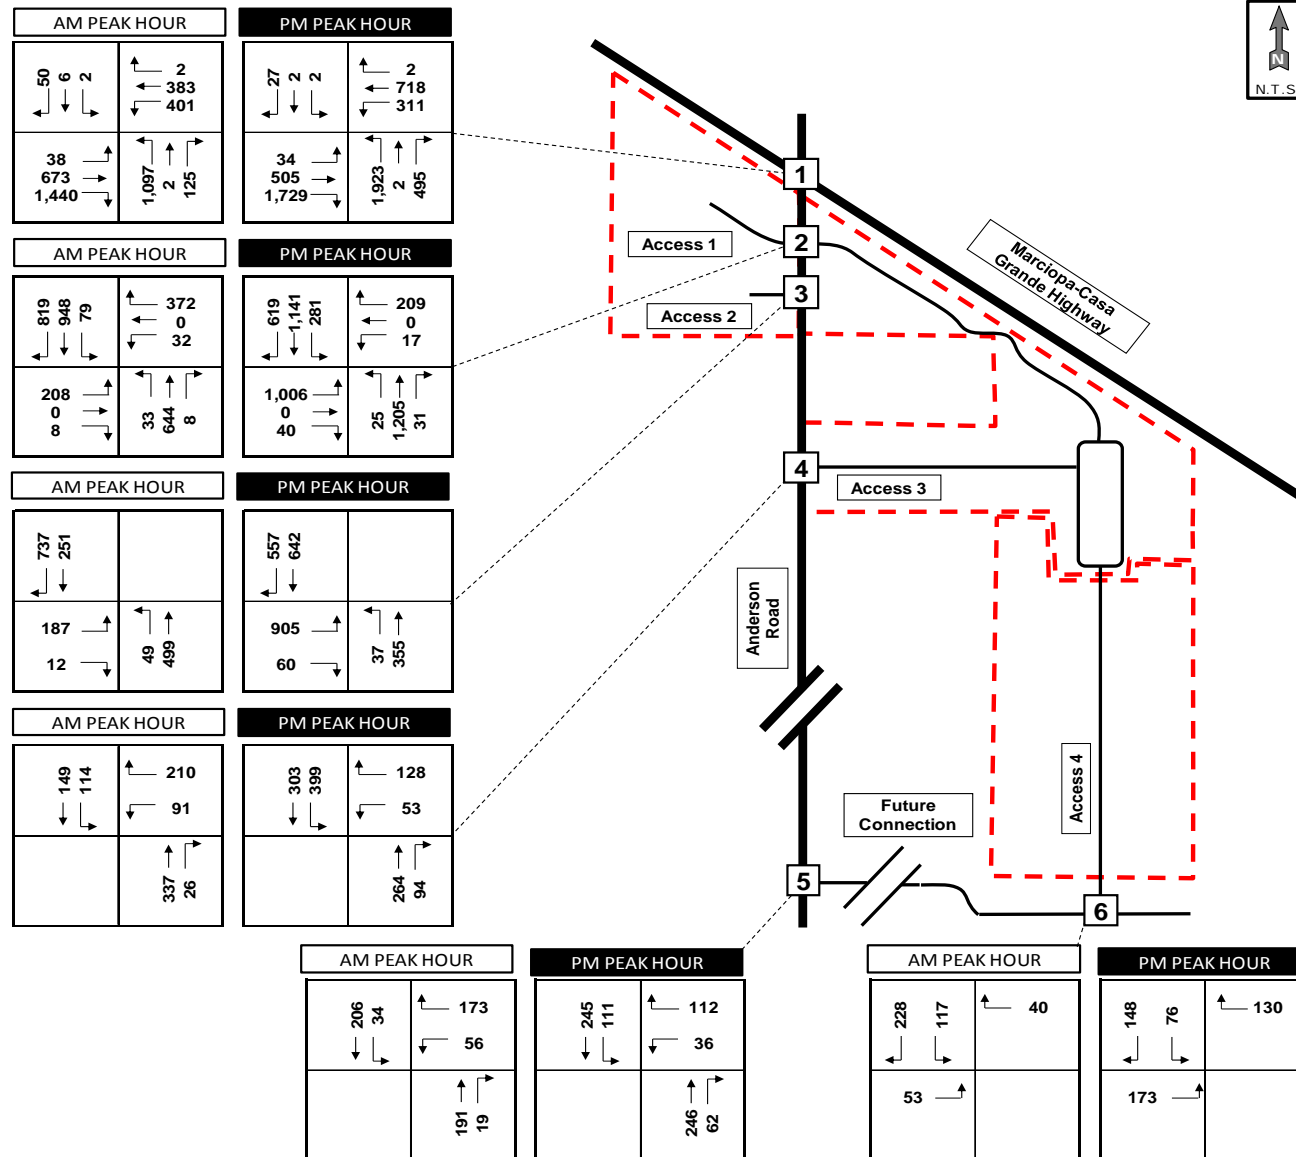 AM PEAK HOUR
PM PEAK HOUR
50 6 2
2
383
401
38
673
1,440
1,097 2 125
27 2 2
2
718
311
34
505
1,729
1,923 2 495
AM PEAK HOUR
PM PEAK HOUR
819 948 79
372
0
32
208
0
8
33 644 8
619 1,141 281
209
0
17
1,006
0
40
25 1,205 31
AM PEAK HOUR
PM PEAK HOUR
737 251
187
12
49 499
557 642
905
60
37 355
AM PEAK HOUR
PM PEAK HOUR
149 114
210
91
337 26
303 399
128
53
264 94
N
N.T.S
1
2
3
4
5
6
Access 1
Access 2
Marciopa-Casa
Grande Highway
Access 3
Anderson
Road
Access 4
Future
Connection
AM PEAK HOUR
PM PEAK HOUR
206 34
173
56
191 19
245 111
112
36
246 62
AM PEAK HOUR
PM PEAK HOUR
228 117
40
53
148 76
130
173